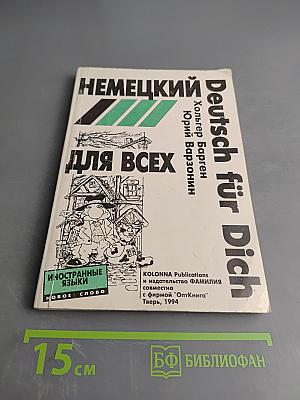 НЕМЕЦКИЙ
ДЛЯ ВСЕХ
Deutsch für Dich
Хольгер Барген
Юрий Варзонин
ИНОСТРАННЫЕ
ЯЗЫКИ
НОВОЕ СЛОВО
KOLONNA Publications
и издательство ФАМИЛИЯ
совместно
с фирмой "ОптКнига"
Тверь, 1994
15 см
БФ БИБЛИОФАН